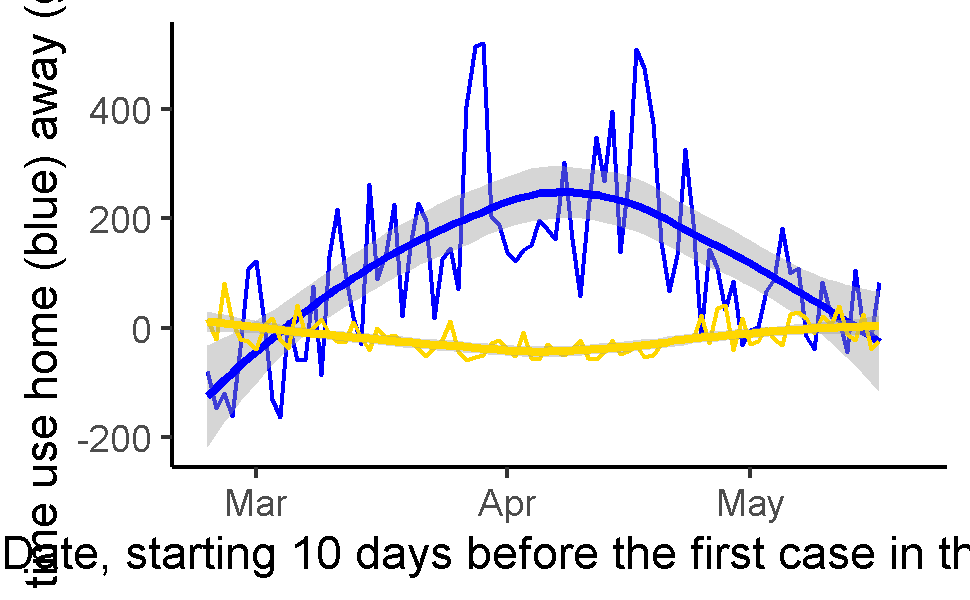 time use home (blue) away (
400
200
0
-200
Mar Apr May
Date, starting 10 days before the first case in th